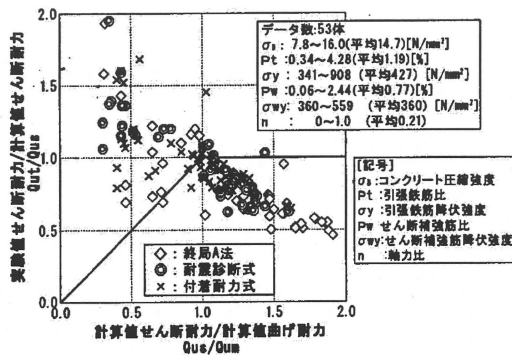 実験値せん断耐力/計算値せん断耐力
Qut/Qus
2.0
1.5
1.0
0.5
0.0
データ数:53体
σB: 7.8~16.0(平均14.7)[N/mm²]
Pt:0.34~4.28(平均1.19)[%]
σy: 341~908(平均427)[N/mm²]
Pw:0.06~2.44(平均0.77)[%]
σwy:360~559 (平均360)[N/mm²]
n : 0~1.0 (平均0.21)
[記号]
σB:コンクリート圧縮強度
Pt:引張鉄筋比
σy:引張鉄筋降伏強度
Pw せん断補強筋比
σwy:せん断補強筋降伏強度
n :軸力比
◇:終局A法
◎:耐震診断式
×:付着耐力式
0.0 0.5 1.0 1.5 2.0
計算値せん断耐力/計算値曲げ耐力
Qus/Qum